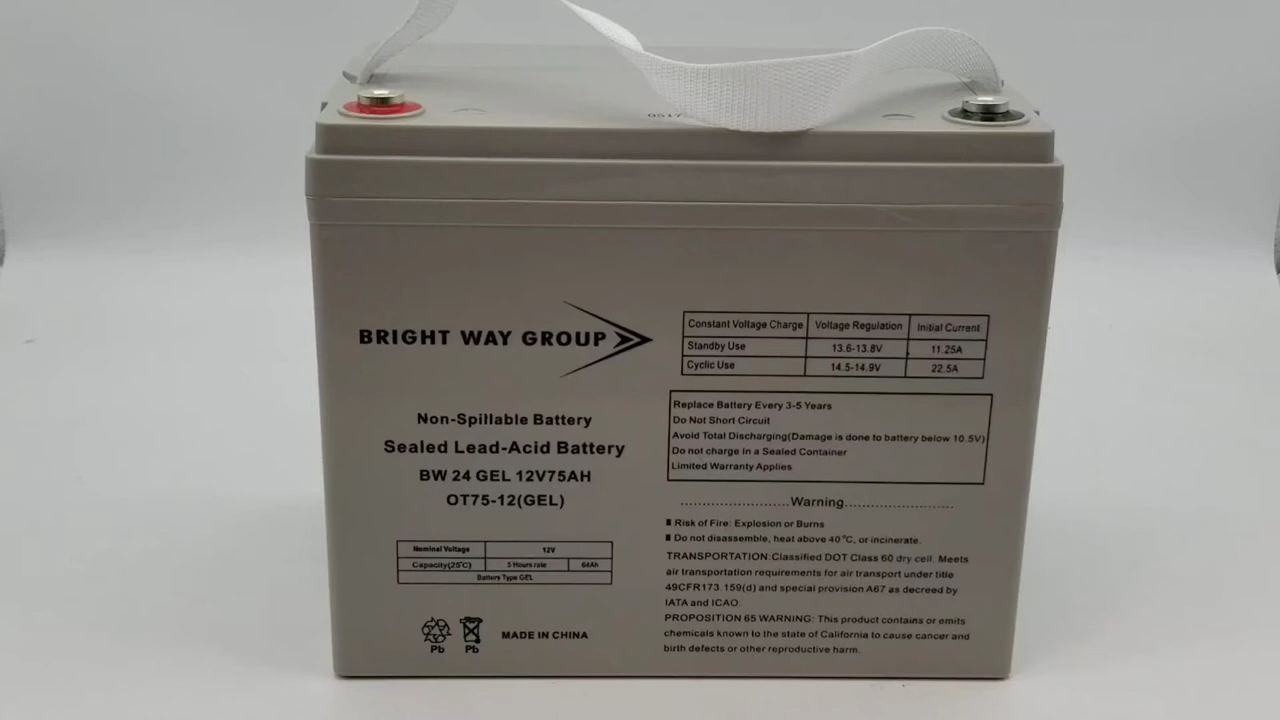 0517
BRIGHT WAY GROUP
Non-Spillable Battery
Sealed Lead-Acid Battery
BW 24 GEL 12V75AH
OT75-12(GEL)
Nominal Voltage 12V
Capacity(25℃) 5 Hours rate 64Ah
Battery Type GEL
Pb Pb MADE IN CHINA
Constant Voltage Charge Voltage Regulation Initial Current
Standby Use 13.6-13.8V 11.25A
Cyclic Use 14.5-14.9V 22.5A
Replace Battery Every 3-5 Years
Do Not Short Circuit
Avoid Total Discharging(Damage is done to battery below 10.5V)
Do not charge In a Sealed Container
Limited Warranty Applies
........................Warning........................
Risk of Fire: Explosion or Burns
Do not disassemble, heat above 40℃, or incinerate.
TRANSPORTATION:Classified DOT Class 60 dry cell. Meets
air transportation requirements for air transport under title
49CFR173.159(d) and special provision A67 as decreed by
IATA and ICAO.
PROPOSITION 65 WARNING: This product contains or emits
chemicals known to the state of California to cause cancer and
birth defects or other reproductive harm.